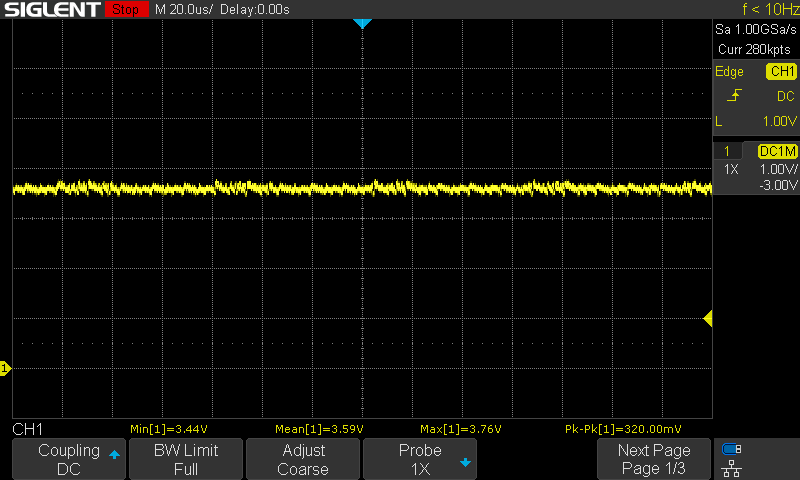 SIGLENT Stop M 20.0us/ Delay:0.00s f < 10Hz
Sa 1.00GSa/s
Curr 280kpts
Edge CH1
DC
L 1.00V
1 DC1M
1X 1.00V/
-3.00V
1
CH1 Min[1]=3.44V Mean[1]=3.59V Max[1]=3.76V Pk-Pk[1]=320.00mV
Coupling BW Limit Adjust Probe Next Page
DC Full Coarse 1X Page 1/3